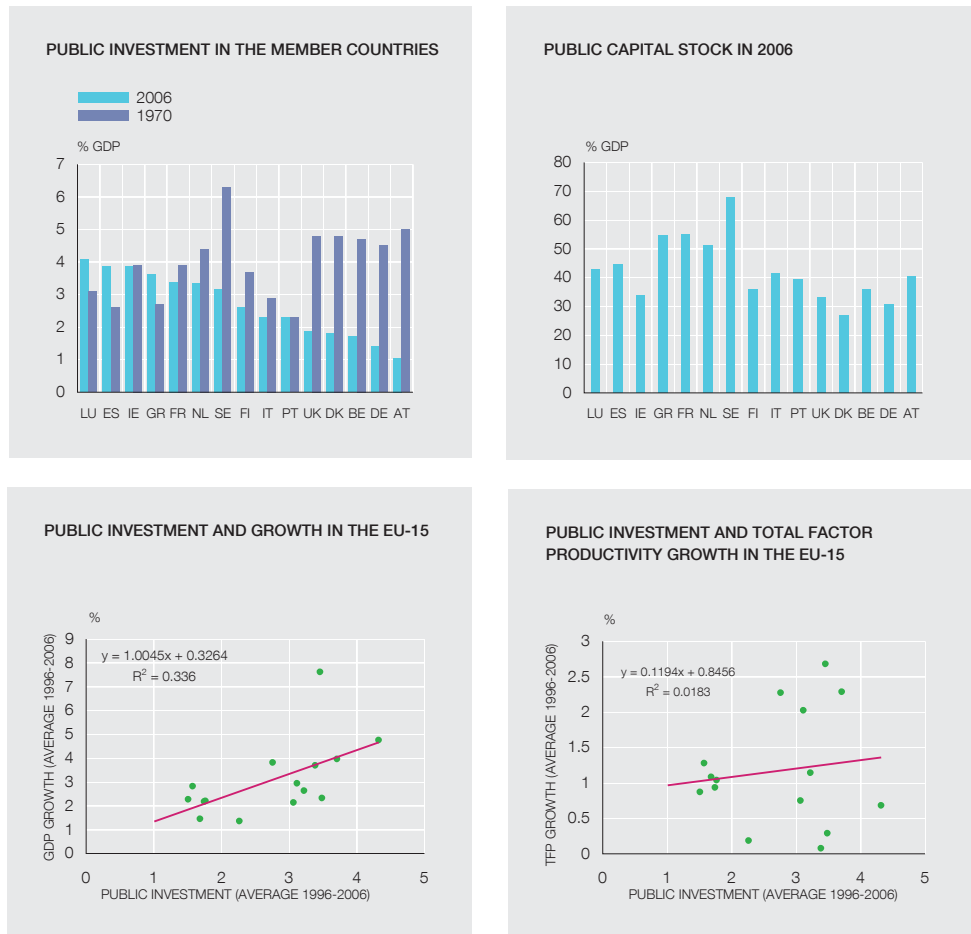 PUBLIC INVESTMENT IN THE MEMBER COUNTRIES
2006
1970
% GDP
7
6
5
4
3
2
1
0
LU ES IE GR FR NL SE FI IT PT UK DK BE DE AT
PUBLIC CAPITAL STOCK IN 2006
% GDP
80
70
60
50
40
30
20
10
0
LU ES IE GR FR NL SE FI IT PT UK DK BE DE AT
PUBLIC INVESTMENT AND GROWTH IN THE EU-15
%
GDP GROWTH (AVERAGE 1996-2006)
9
8
7
6
5
4
3
2
1
0
y = 1.0045x + 0.3264
R² = 0.336
0 1 2 3 4 5
PUBLIC INVESTMENT (AVERAGE 1996-2006)
PUBLIC INVESTMENT AND TOTAL FACTOR
PRODUCTIVITY GROWTH IN THE EU-15
%
TFP GROWTH (AVERAGE 1996-2006)
3
2.5
2
1.5
1
0.5
0
y = 0.1194x + 0.8456
R² = 0.0183
0 1 2 3 4 5
PUBLIC INVESTMENT (AVERAGE 1996-2006)